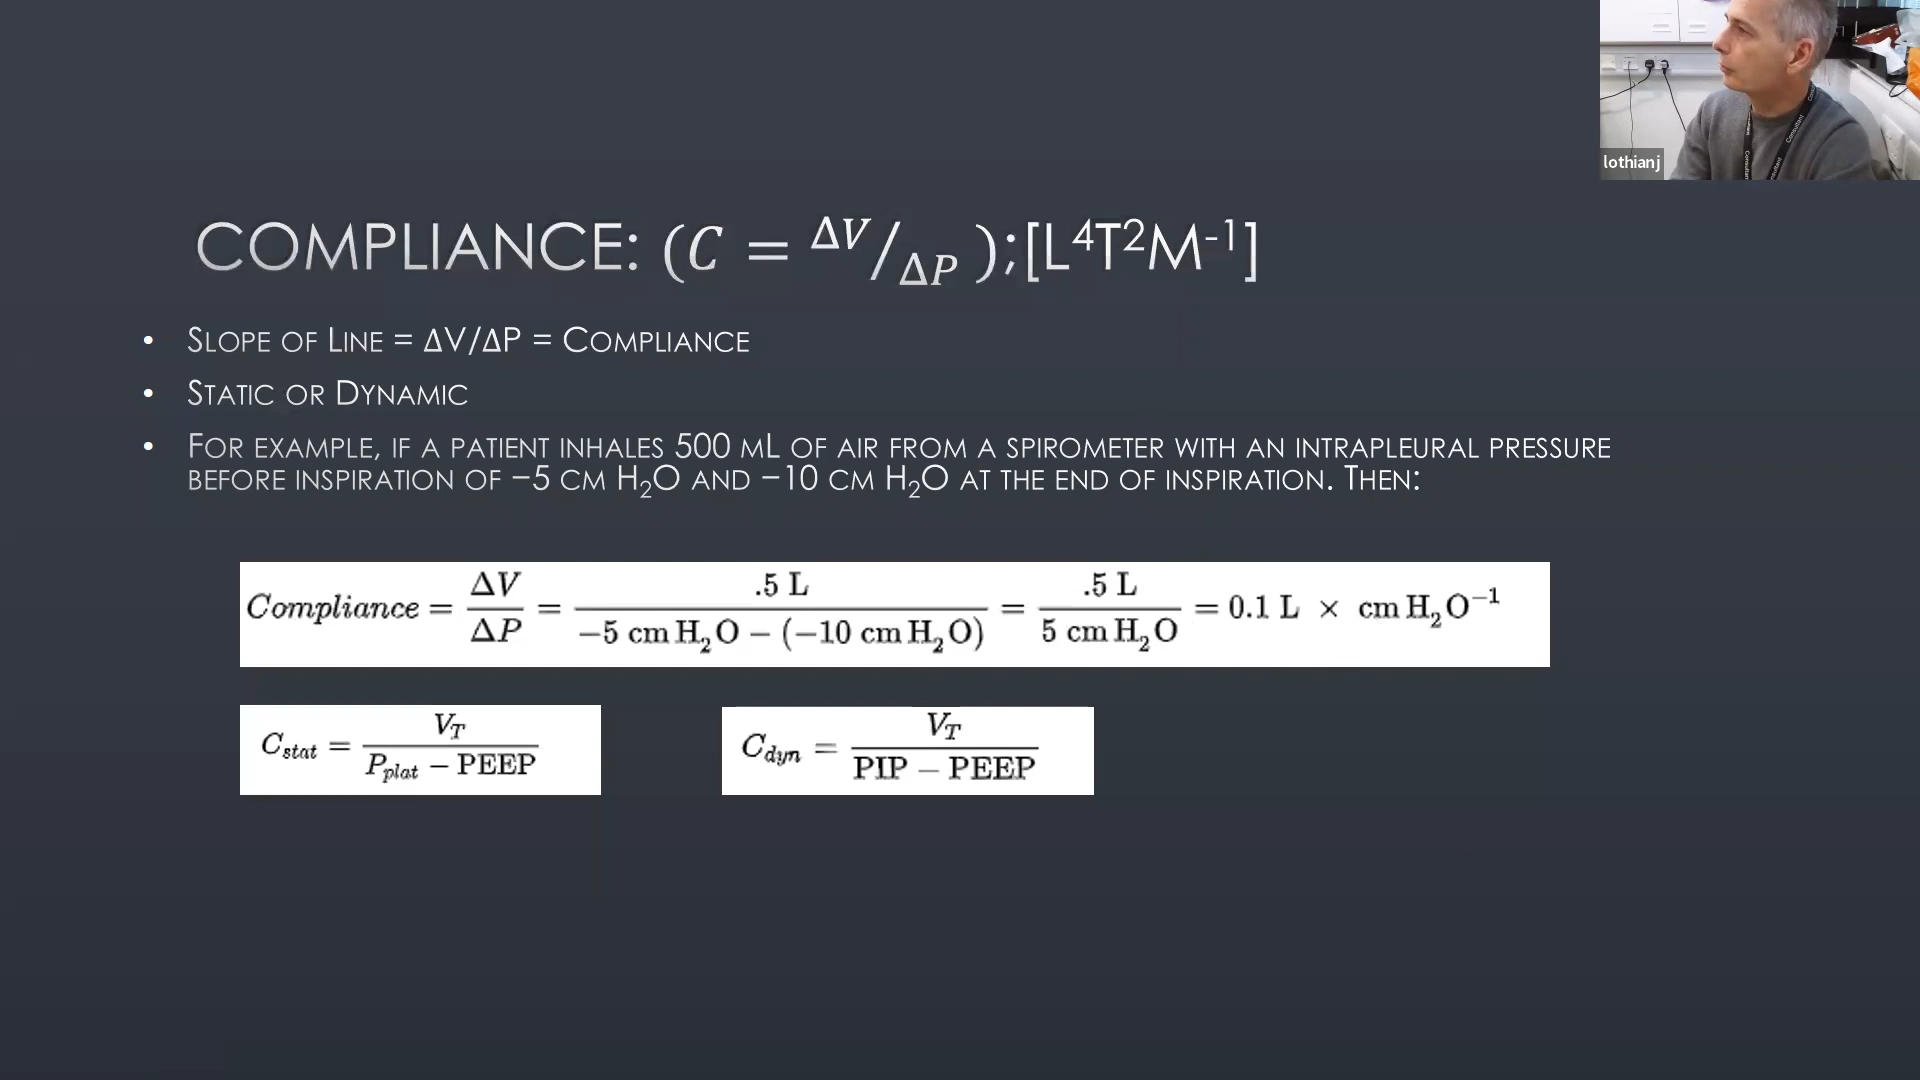 COMPLIANCE: (C = ΔV/ΔP );[L⁴T²M⁻¹]
• SLOPE OF LINE = ΔV/ΔP = COMPLIANCE
• STATIC OR DYNAMIC
• FOR EXAMPLE, IF A PATIENT INHALES 500 ML OF AIR FROM A SPIROMETER WITH AN INTRAPLEURAL PRESSURE
BEFORE INSPIRATION OF −5 CM H₂O AND −10 CM H₂O AT THE END OF INSPIRATION. THEN:
Compliance = ΔV/ΔP = .5 L/(−5 cm H₂O − (−10 cm H₂O)) = .5 L/5 cm H₂O = 0.1 L × cm H₂O⁻¹
C_stat = V_T/(P_plat − PEEP)
C_dyn = V_T/(PIP − PEEP)
lothianj
Consultant
Consultant